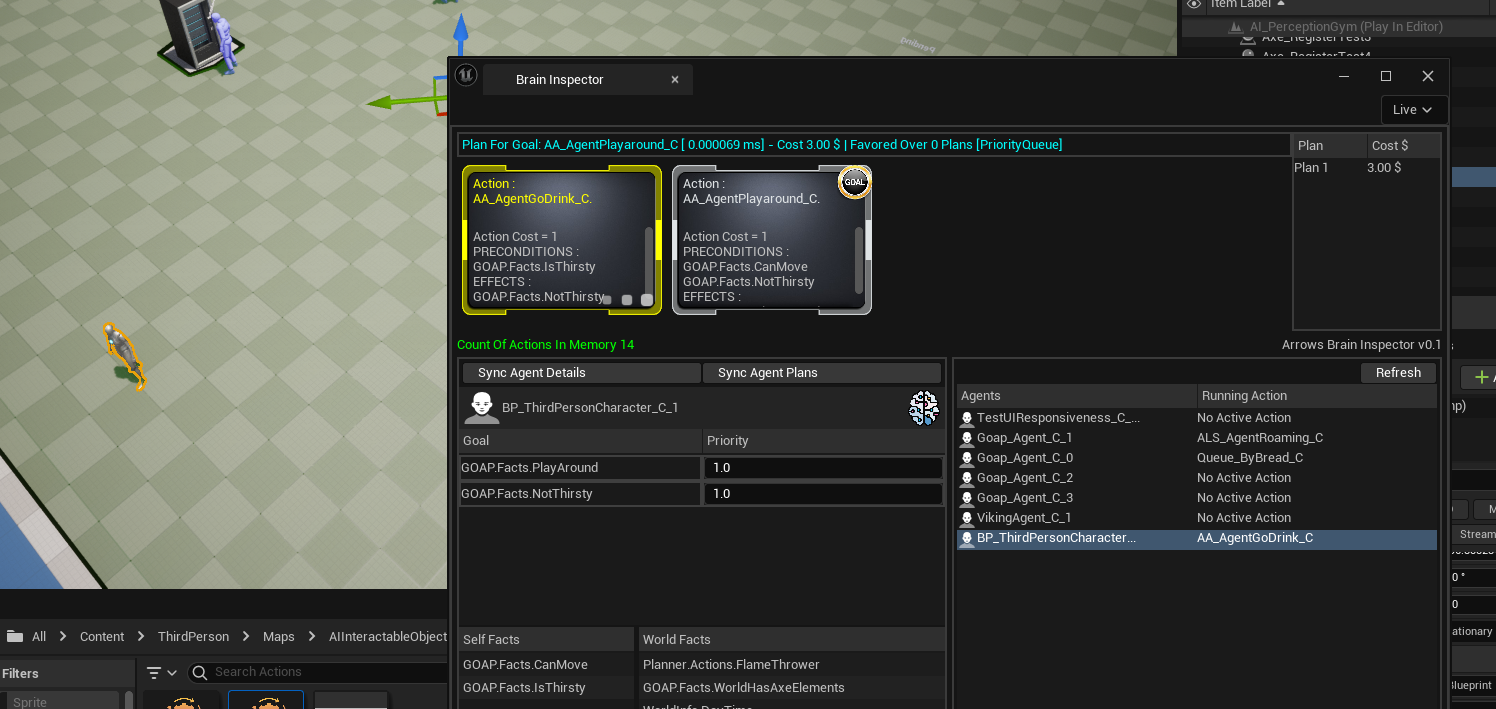 Item Label
AI_PerceptionGym (Play In Editor)
Axe_RegisterTest3
Axe_RegisterTest4
Brain Inspector
Live
Plan For Goal: AA_AgentPlayaround_C [ 0.000069 ms] - Cost 3.00 $ | Favored Over 0 Plans [PriorityQueue]
Plan Cost $
Plan 1 3.00 $
Action :
AA_AgentGoDrink_C.
Action Cost = 1
PRECONDITIONS :
GOAP.Facts.IsThirsty
EFFECTS :
GOAP.Facts.NotThirsty
GOAL
Action :
AA_AgentPlayaround_C.
Action Cost = 1
PRECONDITIONS :
GOAP.Facts.CanMove
GOAP.Facts.NotThirsty
EFFECTS :
Count Of Actions In Memory 14
Arrows Brain Inspector v0.1
Sync Agent Details Sync Agent Plans
BP_ThirdPersonCharacter_C_1
Goal Priority
GOAP.Facts.PlayAround 1.0
GOAP.Facts.NotThirsty 1.0
Self Facts World Facts
GOAP.Facts.CanMove Planner.Actions.FlameThrower
GOAP.Facts.IsThirsty GOAP.Facts.WorldHasAxeElements
WorldInfo.DayTime
Refresh
Agents Running Action
TestUIResponsiveness_C_... No Active Action
Goap_Agent_C_1 ALS_AgentRoaming_C
Goap_Agent_C_0 Queue_ByBread_C
Goap_Agent_C_2 No Active Action
Goap_Agent_C_3 No Active Action
VikingAgent_C_1 No Active Action
BP_ThirdPersonCharacter... AA_AgentGoDrink_C
All > Content > ThirdPerson > Maps > AIInteractableObject
Filters
Search Actions
Sprite
mp)
Stream
0 °
0
ationary
Blueprint